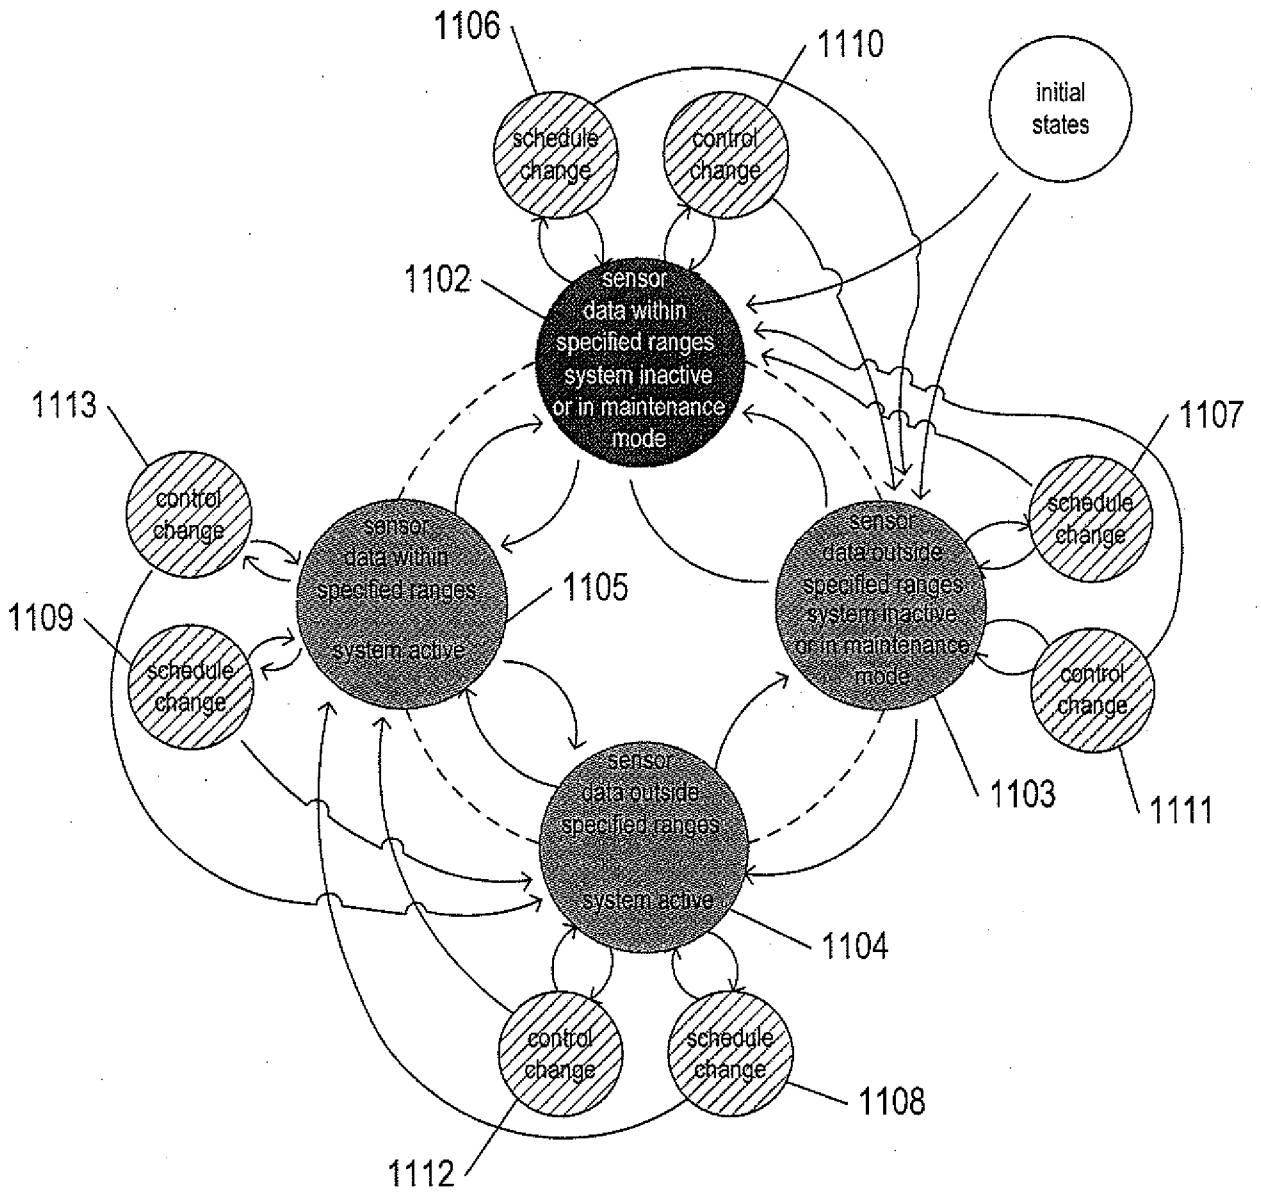 1106
1110
initial
states
schedule
change
control
change
1102
sensor
data within
specified ranges
system inactive
or in maintenance
mode
1113
control
change
1107
schedule
change
sensor
data within
specified ranges
system active
1105
sensor
data outside
specified ranges
system inactive
or in maintenance
mode
1109
schedule
change
control
change
1103
1111
sensor
data outside
specified ranges
system active
1104
control
change
schedule
change
1108
1112